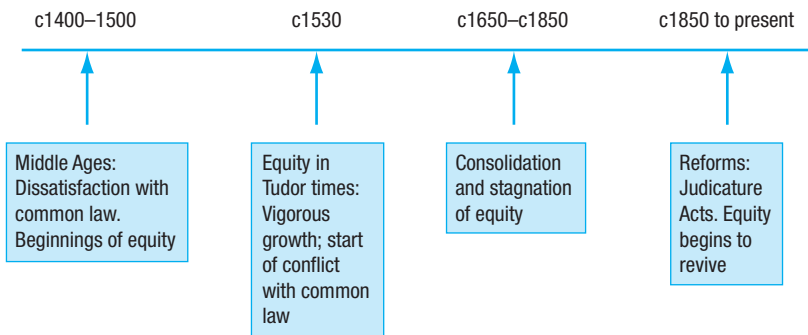 c1400–1500
c1530
c1650–c1850
c1850 to present
Middle Ages:
Dissatisfaction with
common law.
Beginnings of equity
Equity in
Tudor times:
Vigorous
growth; start
of conflict
with common
law
Consolidation
and stagnation
of equity
Reforms:
Judicature
Acts. Equity
begins to
revive